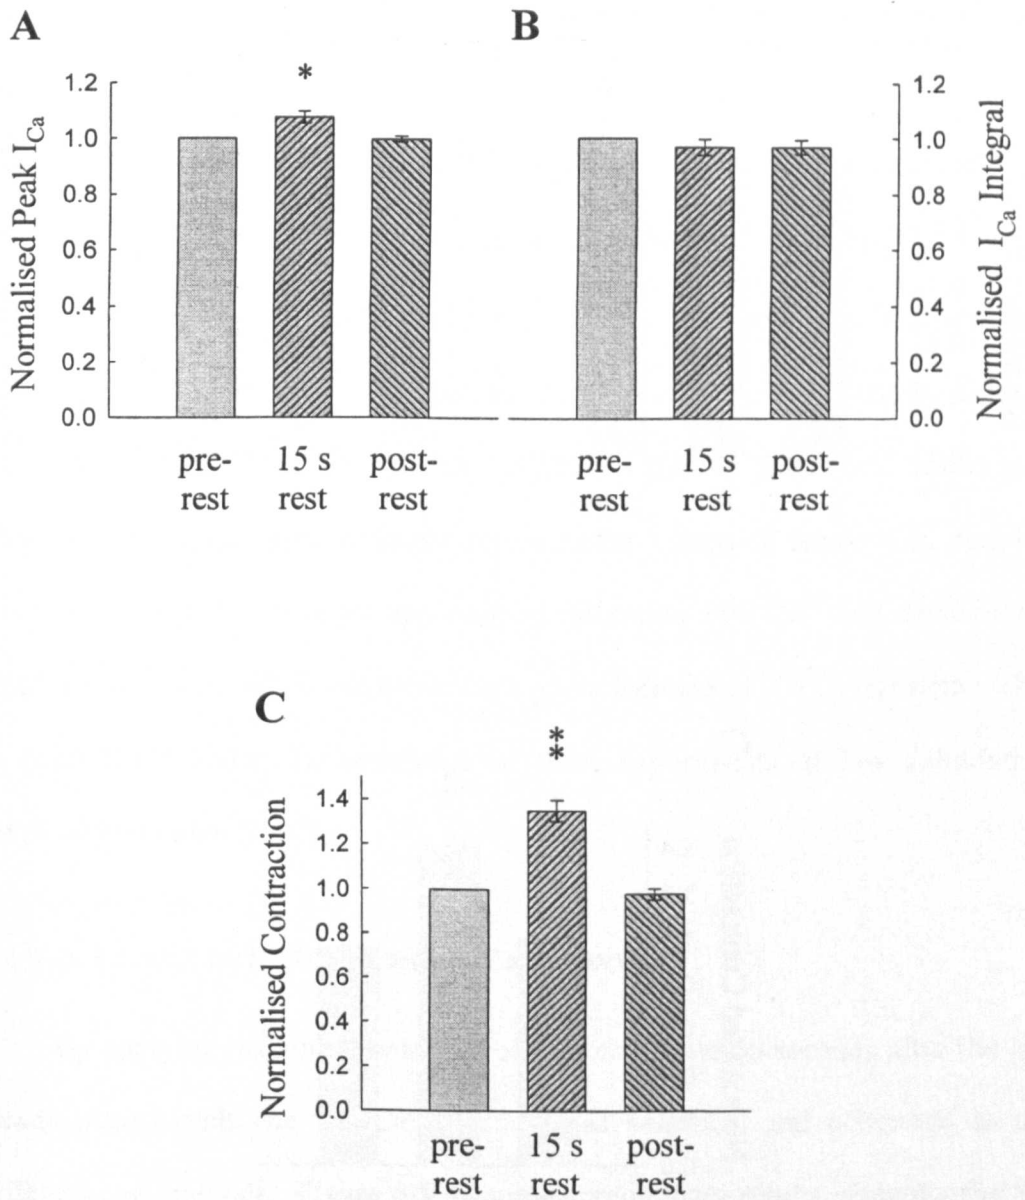 A
B
*
1.2
1.0
0.8
0.6
0.4
0.2
0.0
Normalised Peak I_Ca
pre-
rest
15 s
rest
post-
rest
1.2
1.0
0.8
0.6
0.4
0.2
0.0
Normalised I_Ca Integral
pre-
rest
15 s
rest
post-
rest
C
*
*
1.4
1.2
1.0
0.8
0.6
0.4
0.2
0.0
Normalised Contraction
pre-
rest
15 s
rest
post-
rest